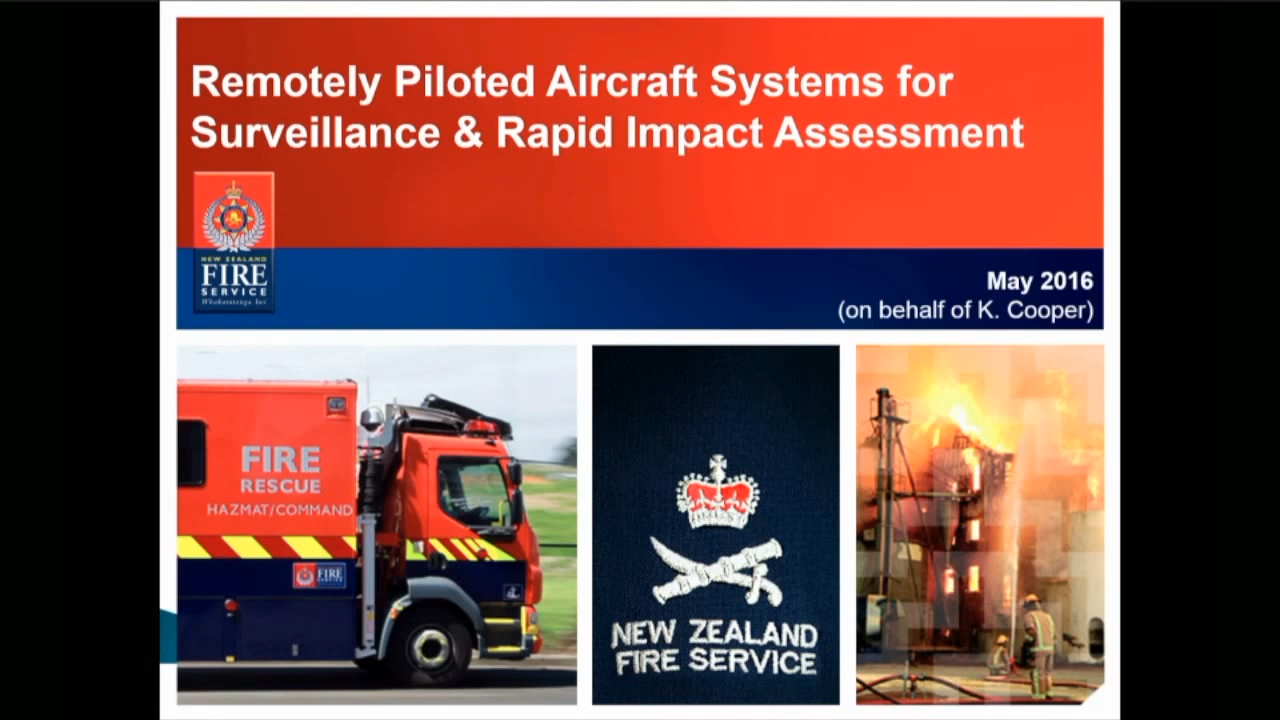 Remotely Piloted Aircraft Systems for
Surveillance & Rapid Impact Assessment
NEW ZEALAND
FIRE
SERVICE
Whakaratonga Iwi
May 2016
(on behalf of K. Cooper)
FIRE
RESCUE
HAZMAT/COMMAND
FIRE
SERVICE
NEW ZEALAND
FIRE SERVICE